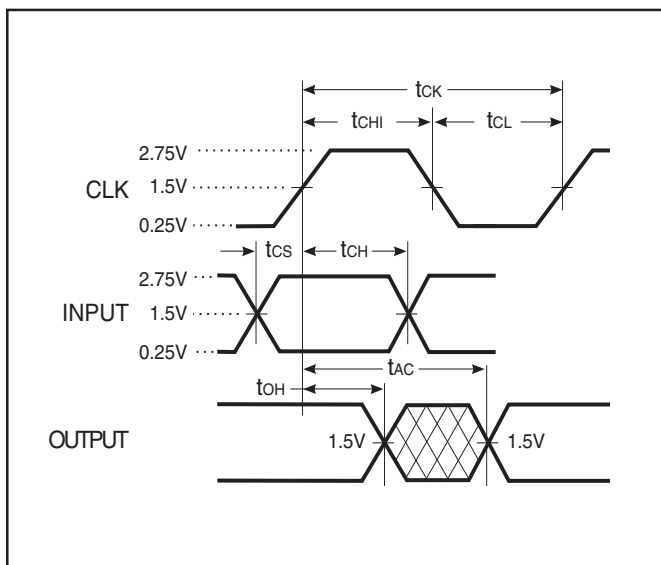 tCK
tCHI tCL
2.75V
CLK 1.5V
0.25V
tCS tCH
2.75V
INPUT 1.5V
0.25V
tAC
tOH
OUTPUT 1.5V 1.5V